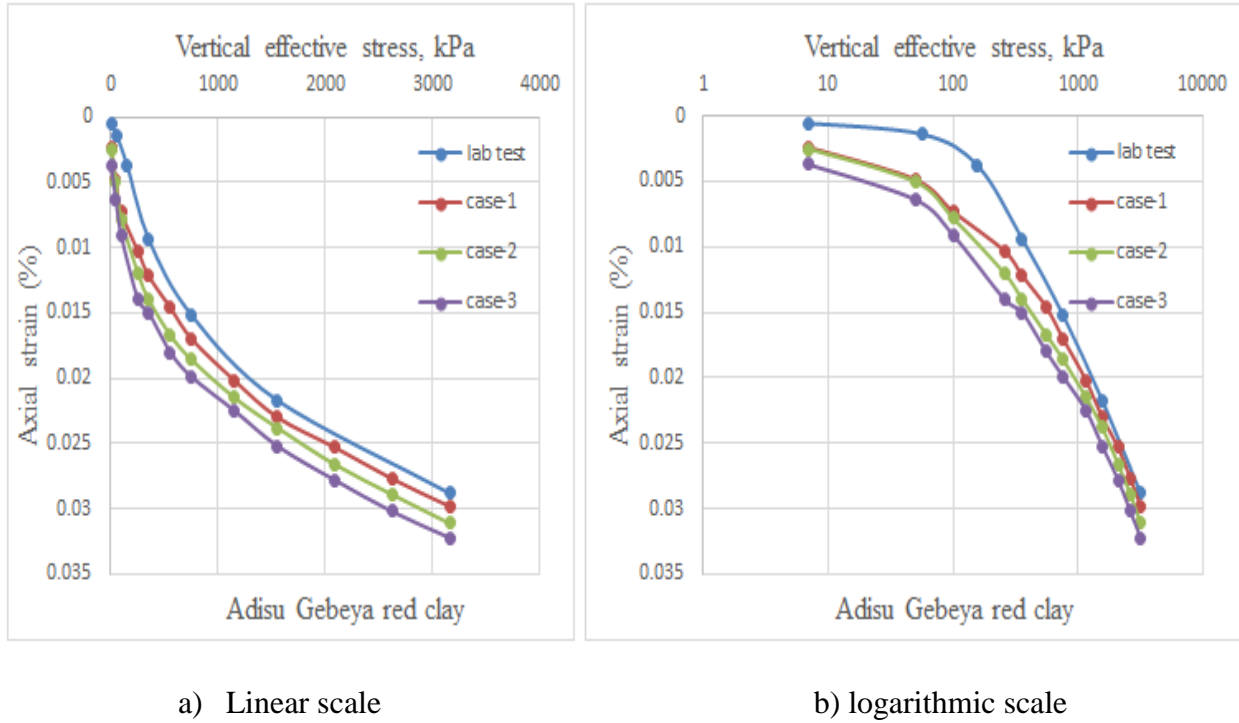 Vertical effective stress, kPa
0 1000 2000 3000 4000
0
0.005
0.01
0.015
0.02
0.025
0.03
0.035
Axial strain (%)
lab test
case-1
case-2
case-3
Adisu Gebeya red clay
Vertical effective stress, kPa
1 10 100 1000 10000
0
0.005
0.01
0.015
0.02
0.025
0.03
0.035
Axial strain (%)
lab test
case-1
case-2
case-3
Adisu Gebeya red clay
a) Linear scale
b) logarithmic scale